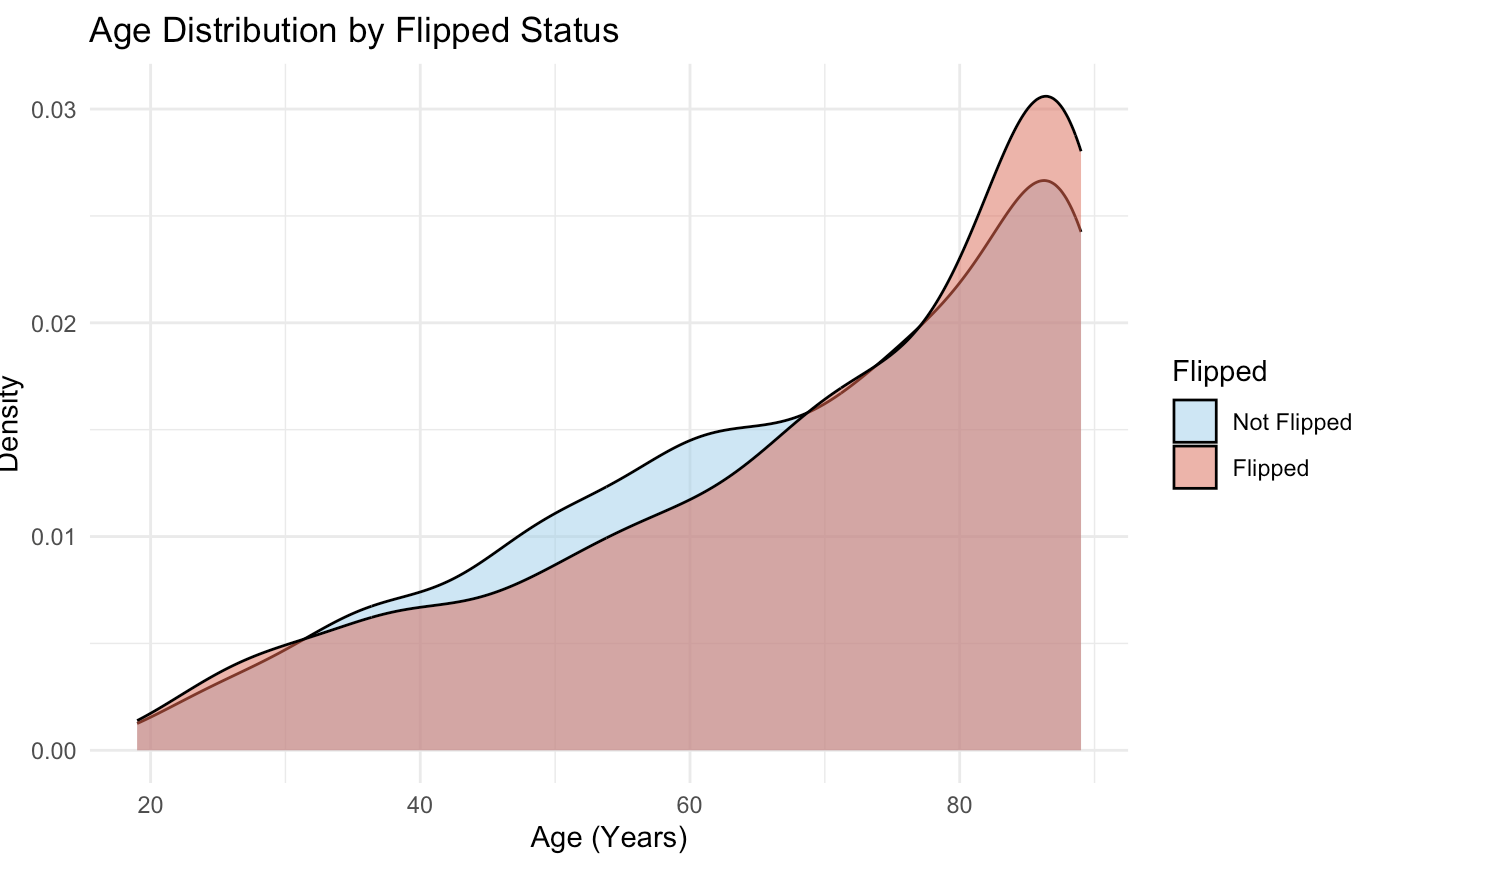 Age Distribution by Flipped Status
0.03
0.02
0.01
0.00
Density
20 40 60 80
Age (Years)
Flipped
Not Flipped
Flipped